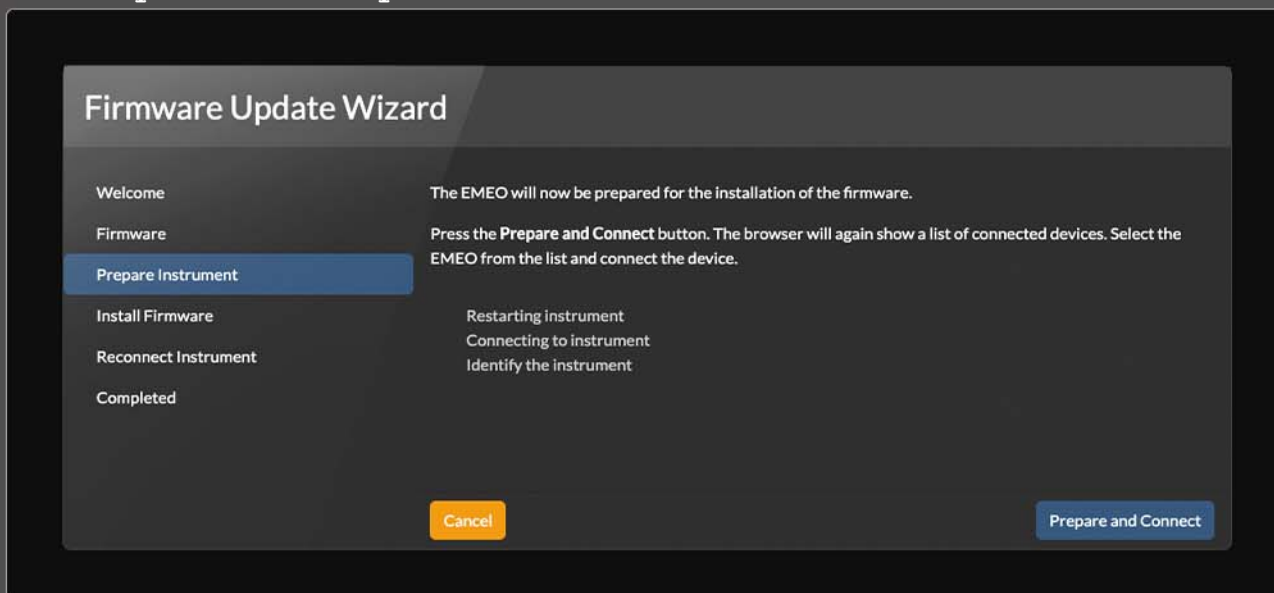 Firmware Update Wizard
Welcome
Firmware
Prepare Instrument
Install Firmware
Reconnect Instrument
Completed
The EMEO will now be prepared for the installation of the firmware.
Press the Prepare and Connect button. The browser will again show a list of connected devices. Select the
EMEO from the list and connect the device.
Restarting instrument
Connecting to instrument
Identify the instrument
Cancel
Prepare and Connect